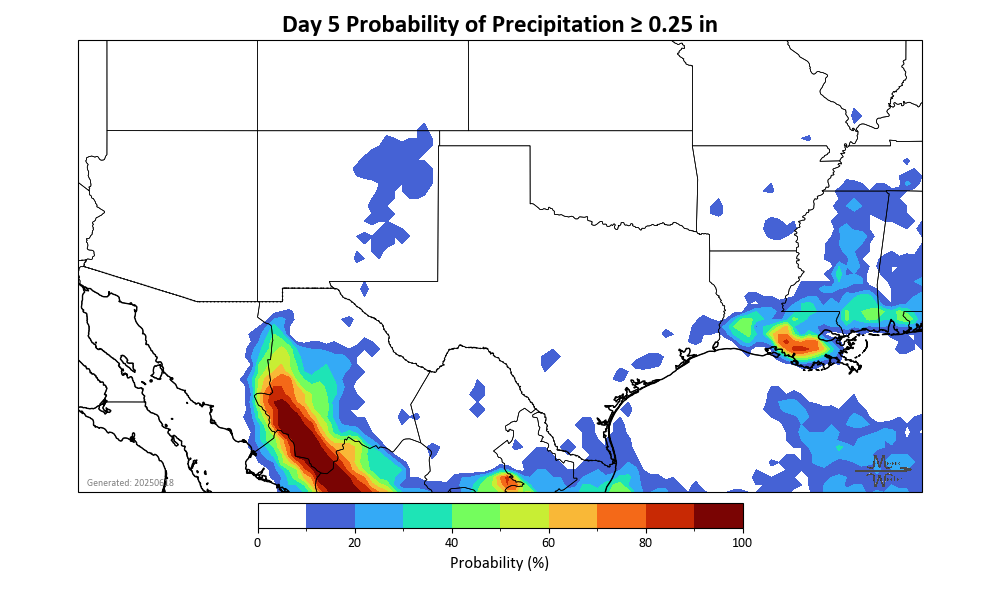 Day 5 Probability of Precipitation ≥ 0.25 in
Generated: 20250618
0 20 40 60 80 100
Probability (%)